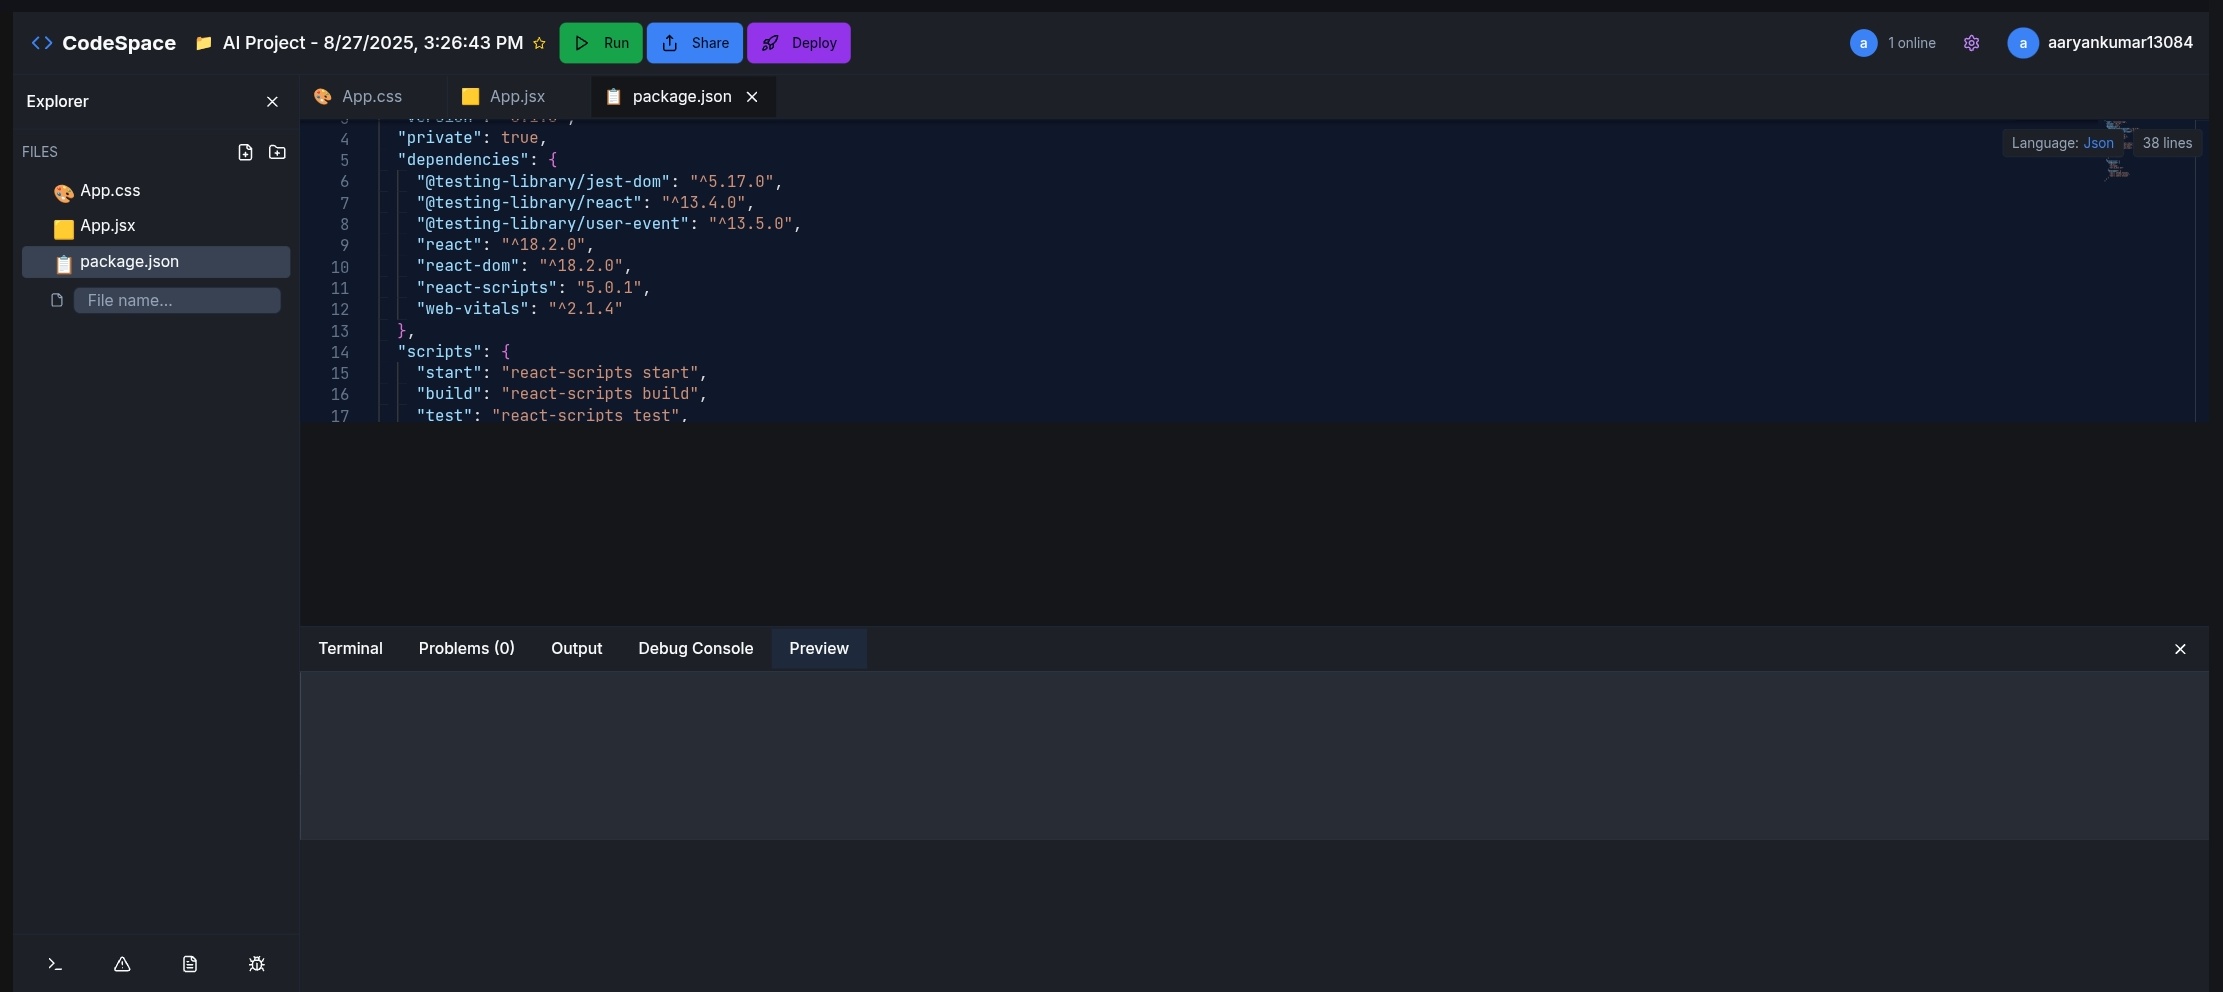 CodeSpace
AI Project - 8/27/2025, 3:26:43 PM
Run
Share
Deploy
a
1 online
a
aaryankumar13084
Explorer
FILES
App.css
App.jsx
package.json
File name...
App.css
App.jsx
package.json
Language: Json
38 lines
4 "private": true,
5 "dependencies": {
6 "@testing-library/jest-dom": "^5.17.0",
7 "@testing-library/react": "^13.4.0",
8 "@testing-library/user-event": "^13.5.0",
9 "react": "^18.2.0",
10 "react-dom": "^18.2.0",
11 "react-scripts": "5.0.1",
12 "web-vitals": "^2.1.4"
13 },
14 "scripts": {
15 "start": "react-scripts start",
16 "build": "react-scripts build",
17 "test": "react-scripts test",
Terminal
Problems (0)
Output
Debug Console
Preview